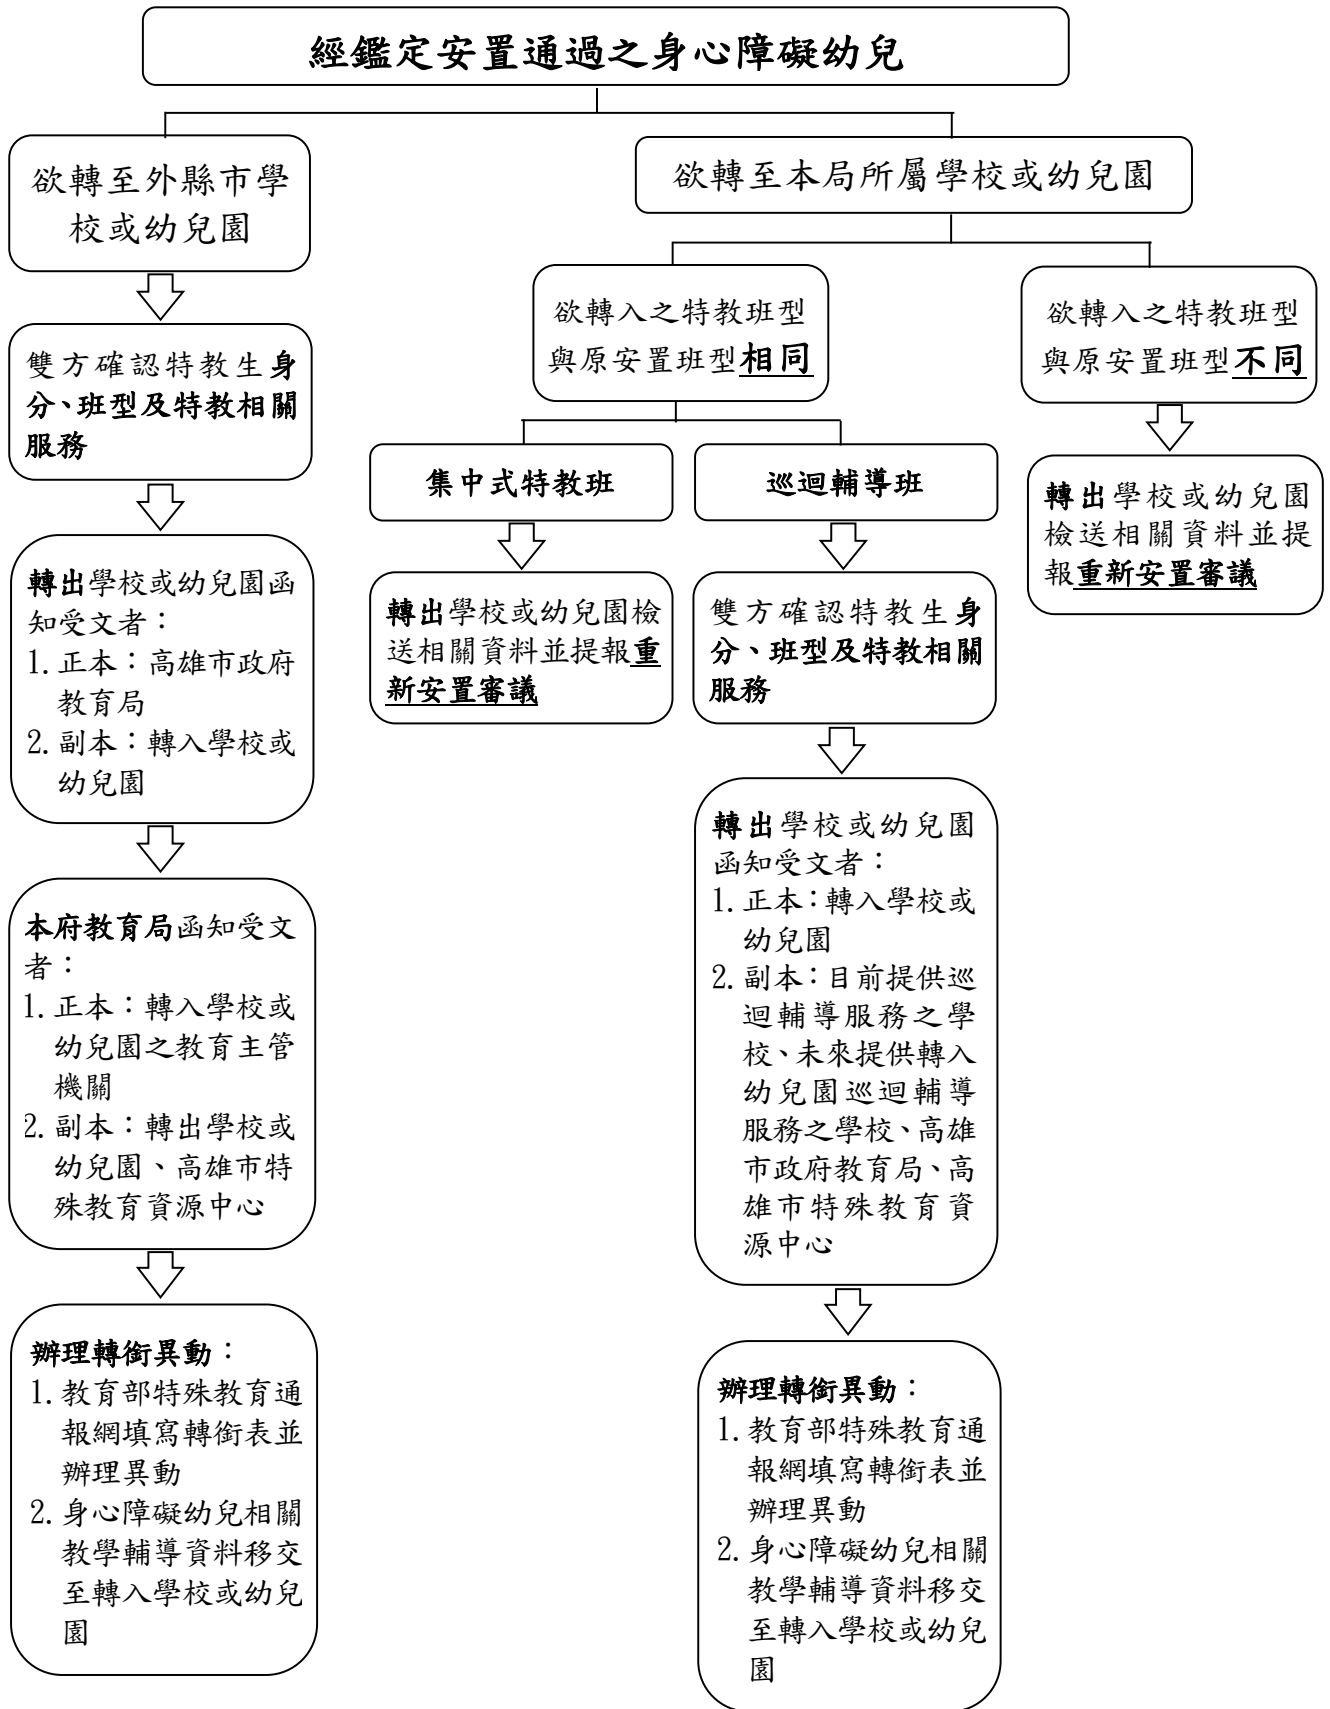 經鑑定安置通過之身心障礙幼兒
欲轉至外縣市學
校或幼兒園
雙方確認特教生身
分、班型及特教相關
服務
轉出學校或幼兒園函
知受文者：
1. 正本：高雄市政府
教育局
2. 副本：轉入學校或
幼兒園
本府教育局函知受文
者：
1. 正本：轉入學校或
幼兒園之教育主管
機關
2. 副本：轉出學校或
幼兒園、高雄市特
殊教育資源中心
辦理轉銜異動：
1. 教育部特殊教育通
報網填寫轉銜表並
辦理異動
2. 身心障礙幼兒相關
教學輔導資料移交
至轉入學校或幼兒
園
欲轉至本局所屬學校或幼兒園
欲轉入之特教班型
與原安置班型相同
集中式特教班
轉出學校或幼兒園檢
送相關資料並提報重
新安置審議
巡迴輔導班
雙方確認特教生身
分、班型及特教相關
服務
轉出學校或幼兒園
函知受文者：
1. 正本：轉入學校或
幼兒園
2. 副本：目前提供巡
迴輔導服務之學
校、未來提供轉入
幼兒園巡迴輔導
服務之學校、高雄
市政府教育局、高
雄市特殊教育資
源中心
辦理轉銜異動：
1. 教育部特殊教育通
報網填寫轉銜表並
辦理異動
2. 身心障礙幼兒相關
教學輔導資料移交
至轉入學校或幼兒
園
欲轉入之特教班型
與原安置班型不同
轉出學校或幼兒園
檢送相關資料並提
報重新安置審議